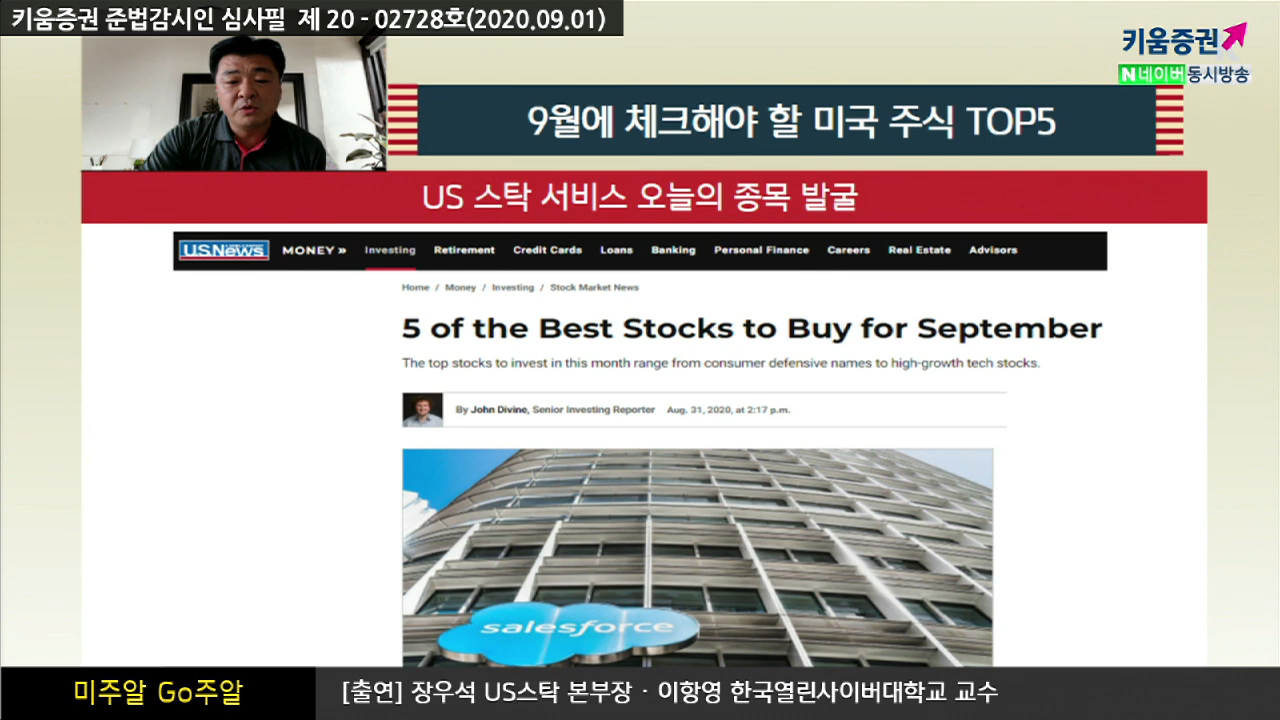 키움증권 준법감시인 심사필 제 20 - 02728호(2020.09.01)
키움증권
N 네이버 동시방송
9월에 체크해야 할 미국 주식 TOP5
US 스탁 서비스 오늘의 종목 발굴
U.S.News MONEY » Investing Retirement Credit Cards Loans Banking Personal Finance Careers Real Estate Advisors
Home / Money / Investing / Stock Market News
5 of the Best Stocks to Buy for September
The top stocks to invest in this month range from consumer defensive names to high-growth tech stocks.
By John Divine, Senior Investing Reporter Aug. 31, 2020, at 2:17 p.m.
salesforce
미주알 Go주알
[출연] 장우석 US스탁 본부장 · 이항영 한국열린사이버대학교 교수